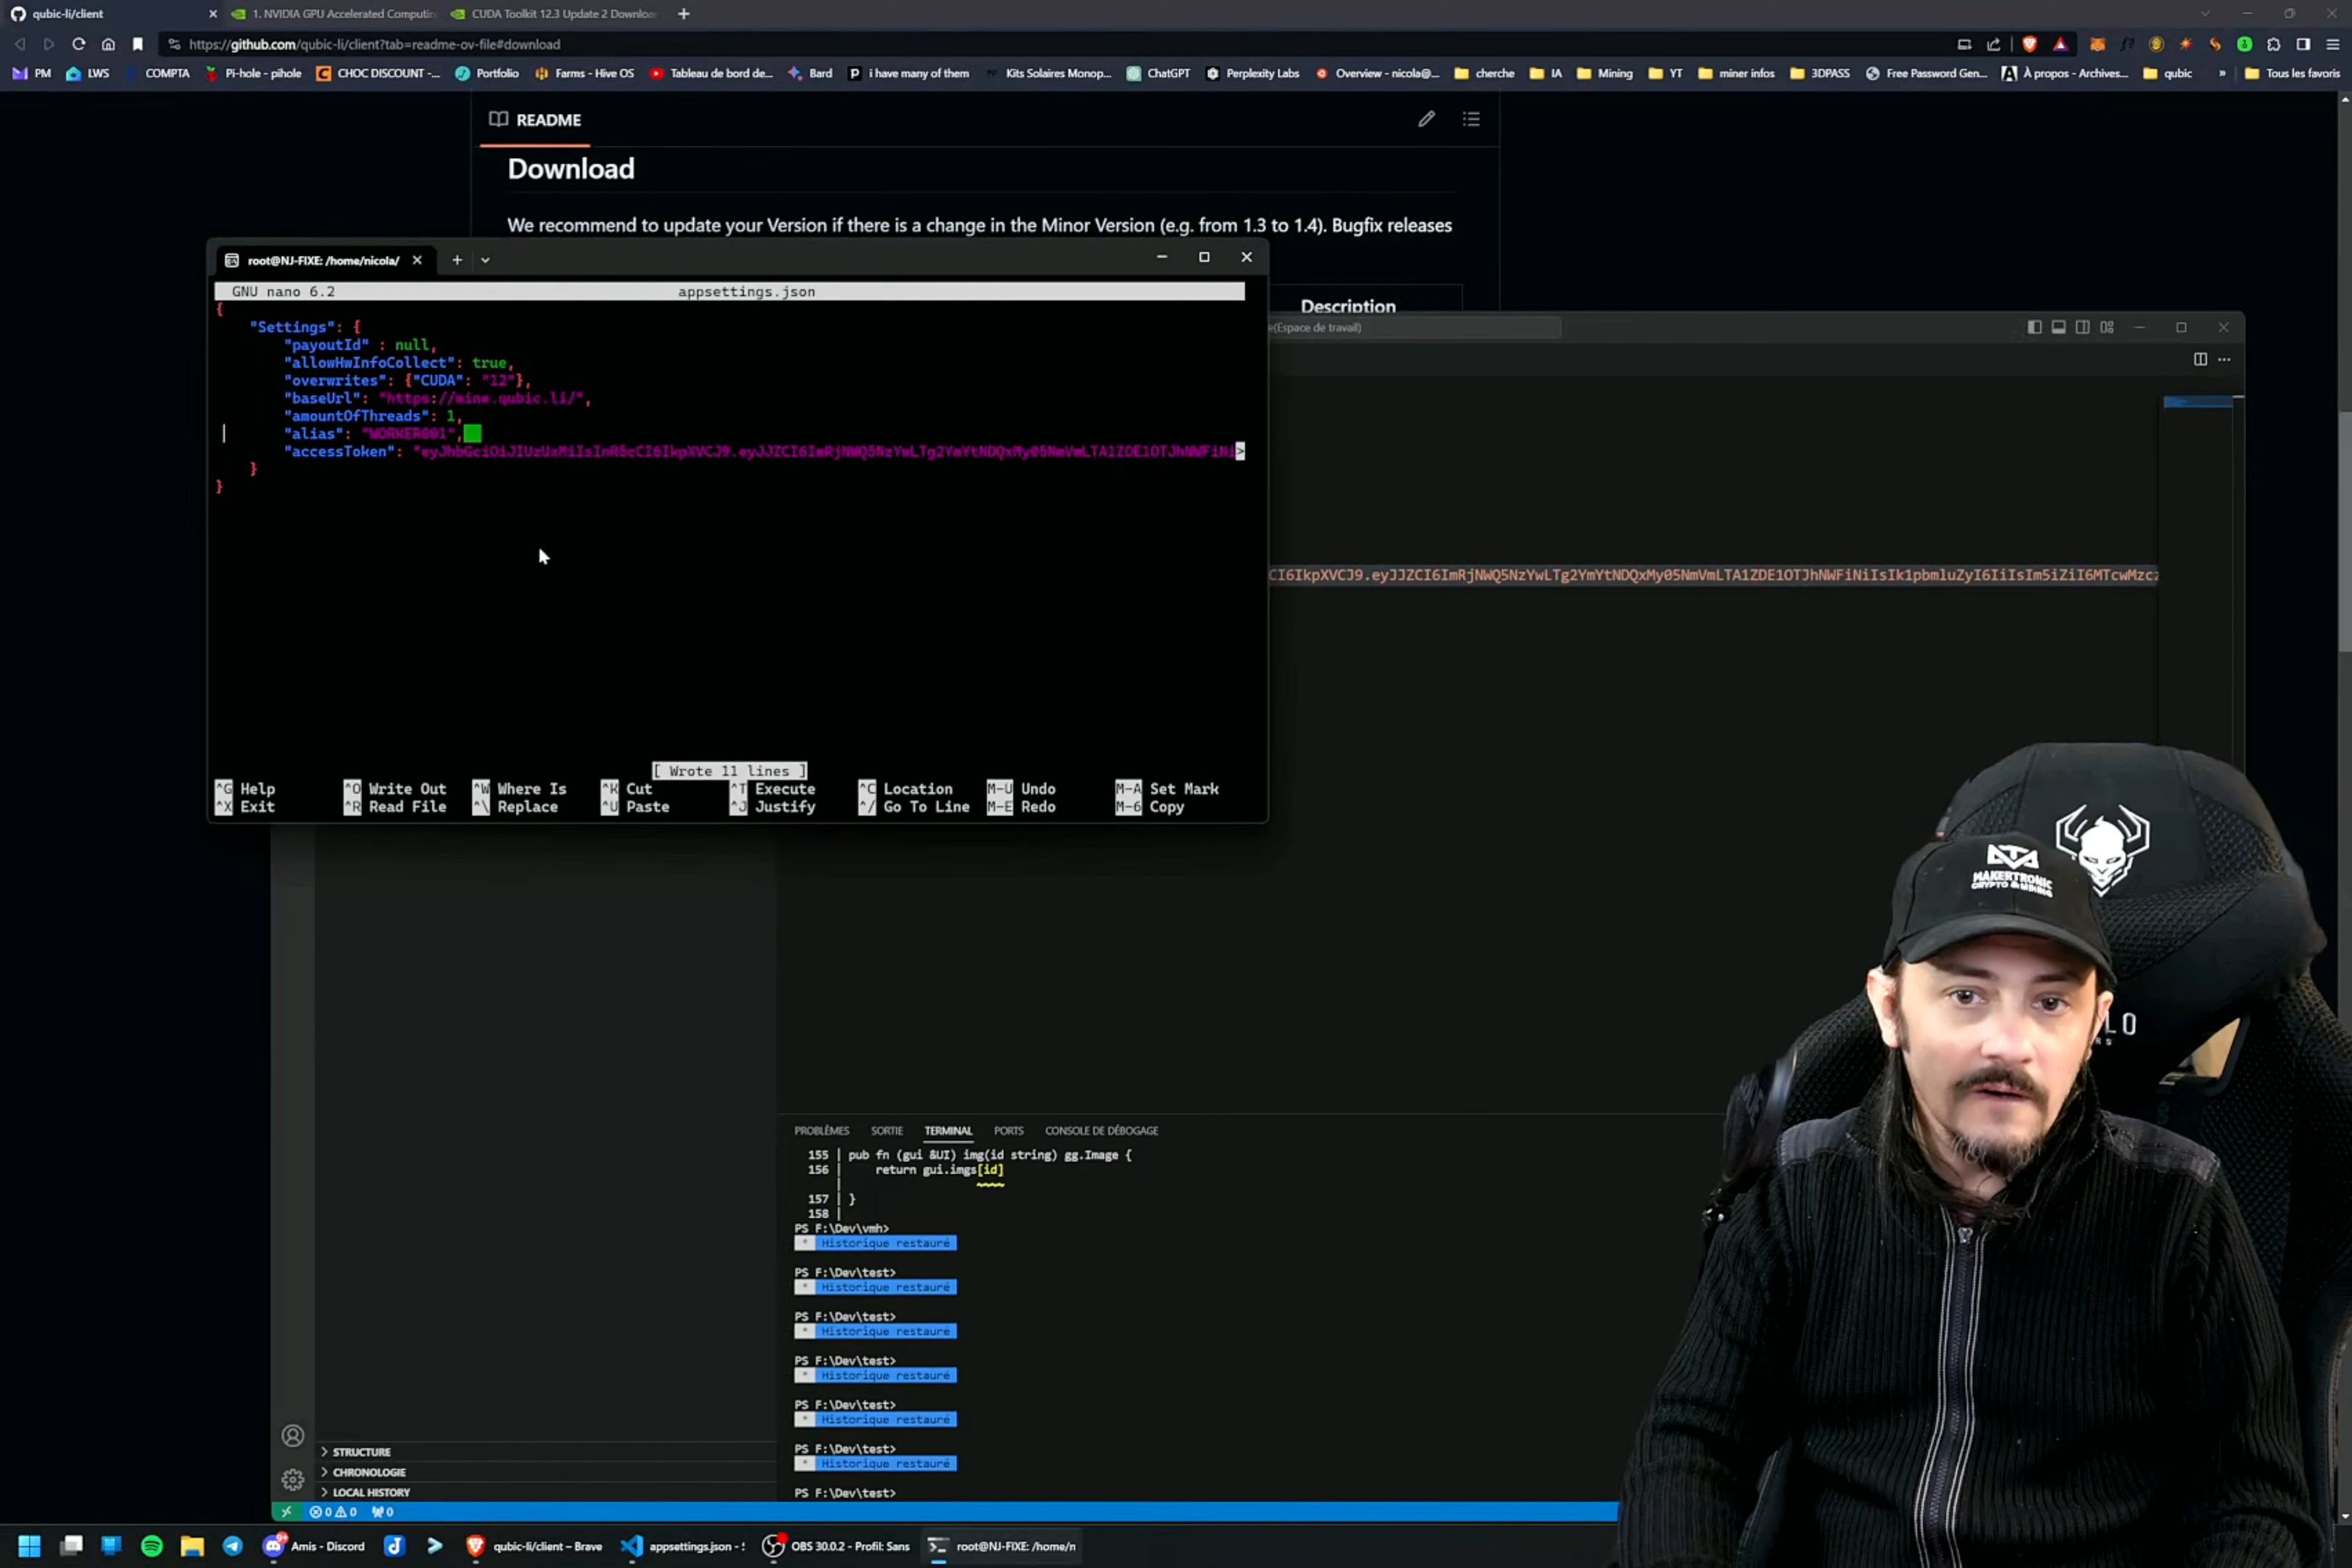 qubic-li/client
1. NVIDIA GPU Accelerated Computin
CUDA Toolkit 12.3 Update 2 Downloa
https://github.com/qubic-li/client?tab=readme-ov-file#download
PM
LWS
COMPTA
Pi-hole - pihole
CHOC DISCOUNT -...
Portfolio
Farms - Hive OS
Tableau de bord de...
Bard
i have many of them
Kits Solaires Monop...
ChatGPT
Perplexity Labs
Overview - nicola@...
cherche
IA
Mining
YT
miner infos
3DPASS
Free Password Gen...
À propos - Archives...
qubic
»
Tous les favoris
README
Download
We recommend to update your Version if there is a change in the Minor Version (e.g. from 1.3 to 1.4). Bugfix releases
Description
root@NJ-FIXE: /home/nicola/
GNU nano 6.2 appsettings.json
{
"Settings": {
"payoutId" : null,
"allowHwInfoCollect": true,
"overwrites": {"CUDA": "12"},
"baseUrl": "https://mine.qubic.li/",
"amountOfThreads": 1,
"alias": "WORKER001",
"accessToken":
}
}
[ Wrote 11 lines ]
^G Help ^O Write Out ^W Where Is ^K Cut ^T Execute ^C Location M-U Undo M-A Set Mark
^X Exit ^R Read File ^\ Replace ^U Paste ^J Justify ^/ Go To Line M-E Redo M-6 Copy
e(Espace de travail)
MAKERTRONIC
CRYPTO & MINING
LO
RS
PROBLÈMES SORTIE TERMINAL PORTS CONSOLE DE DÉBOGAGE
155 | pub fn (gui &UI) img(id string) gg.Image {
156 | return gui.imgs[id]
| ~~~~
157 | }
158 |
PS F:\Dev\vmh>
* Historique restauré
PS F:\Dev\test>
* Historique restauré
PS F:\Dev\test>
* Historique restauré
PS F:\Dev\test>
* Historique restauré
PS F:\Dev\test>
* Historique restauré
PS F:\Dev\test>
* Historique restauré
PS F:\Dev\test>
STRUCTURE
CHRONOLOGIE
LOCAL HISTORY
0 0 0
9+
Amis - Discord
qubic-li/client – Brave
appsettings.json - S
OBS 30.0.2 - Profil: Sans
root@NJ-FIXE: /home/n